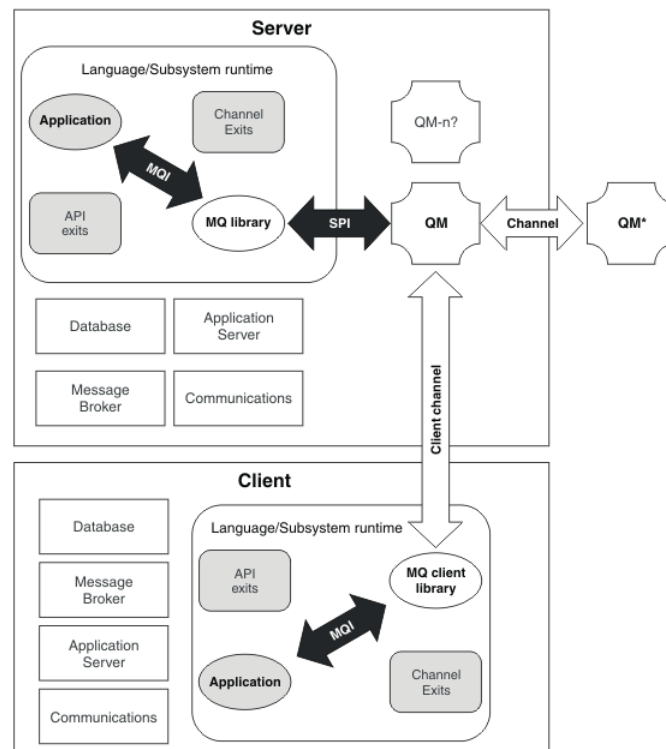 Server
Language/Subsystem runtime
Application
Channel
Exits
MQI
API
exits
MQ library
SPI
QM-n?
QM
Channel
QM*
Database
Application
Server
Message
Broker
Communications
Client channel
Client
Database
Message
Broker
Application
Server
Communications
Language/Subsystem runtime
API
exits
MQ client
library
MQI
Application
Channel
Exits